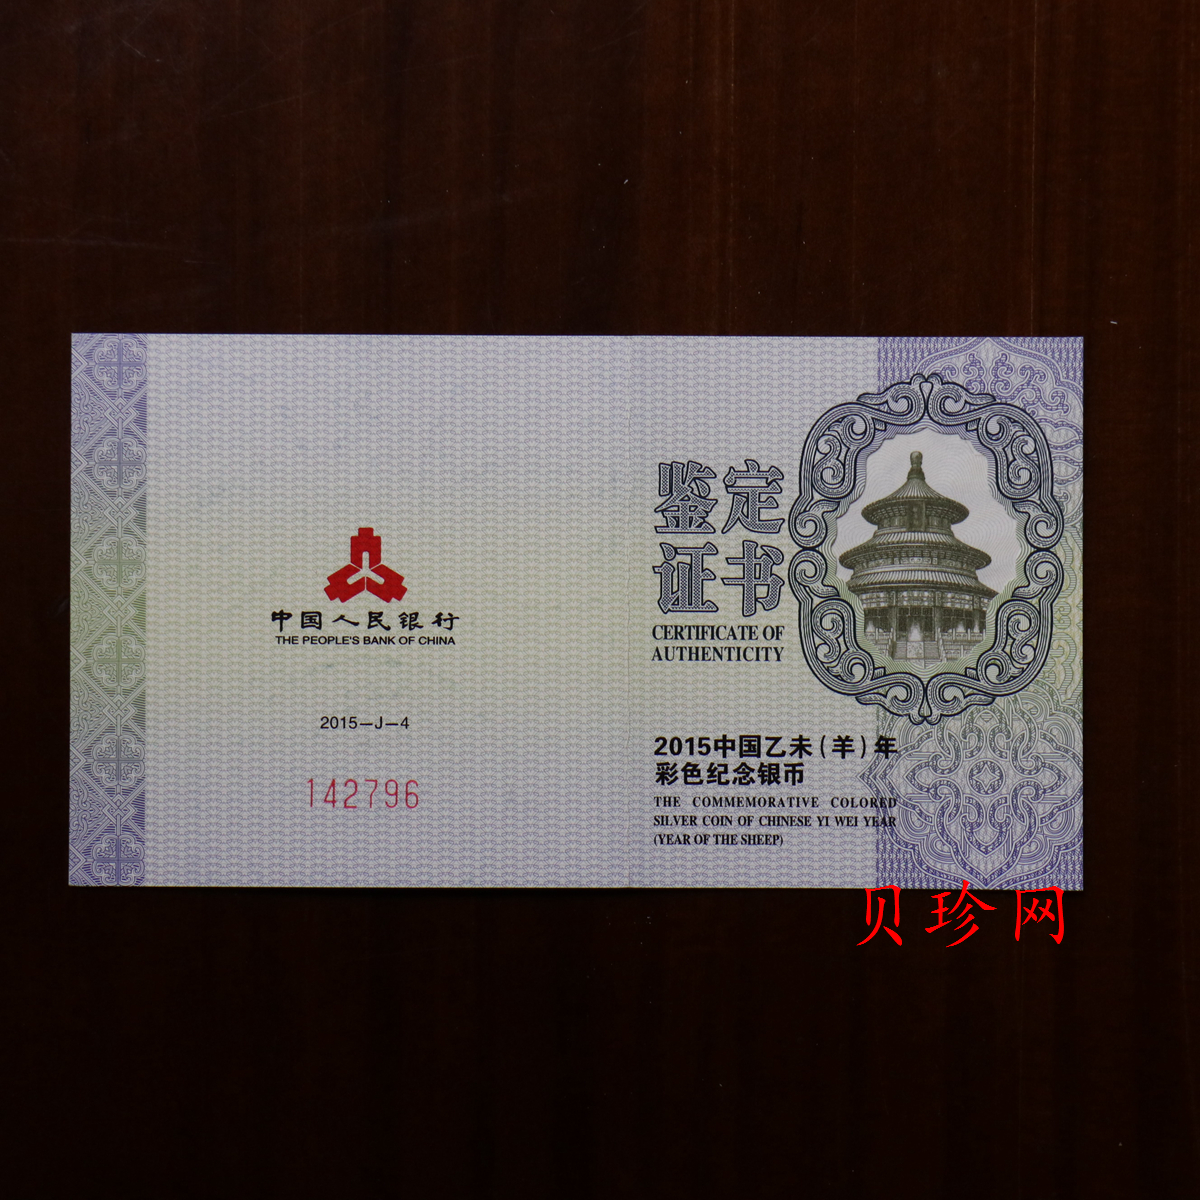 中国人民银行
THE PEOPLE'S BANK OF CHINA
2015-J-4
142796
鉴定
证书
CERTIFICATE OF
AUTHENTICITY
2015中国乙未(羊)年
彩色纪念银币
THE COMMEMORATIVE COLORED
SILVER COIN OF CHINESE YI WEI YEAR
(YEAR OF THE SHEEP)
贝珍网